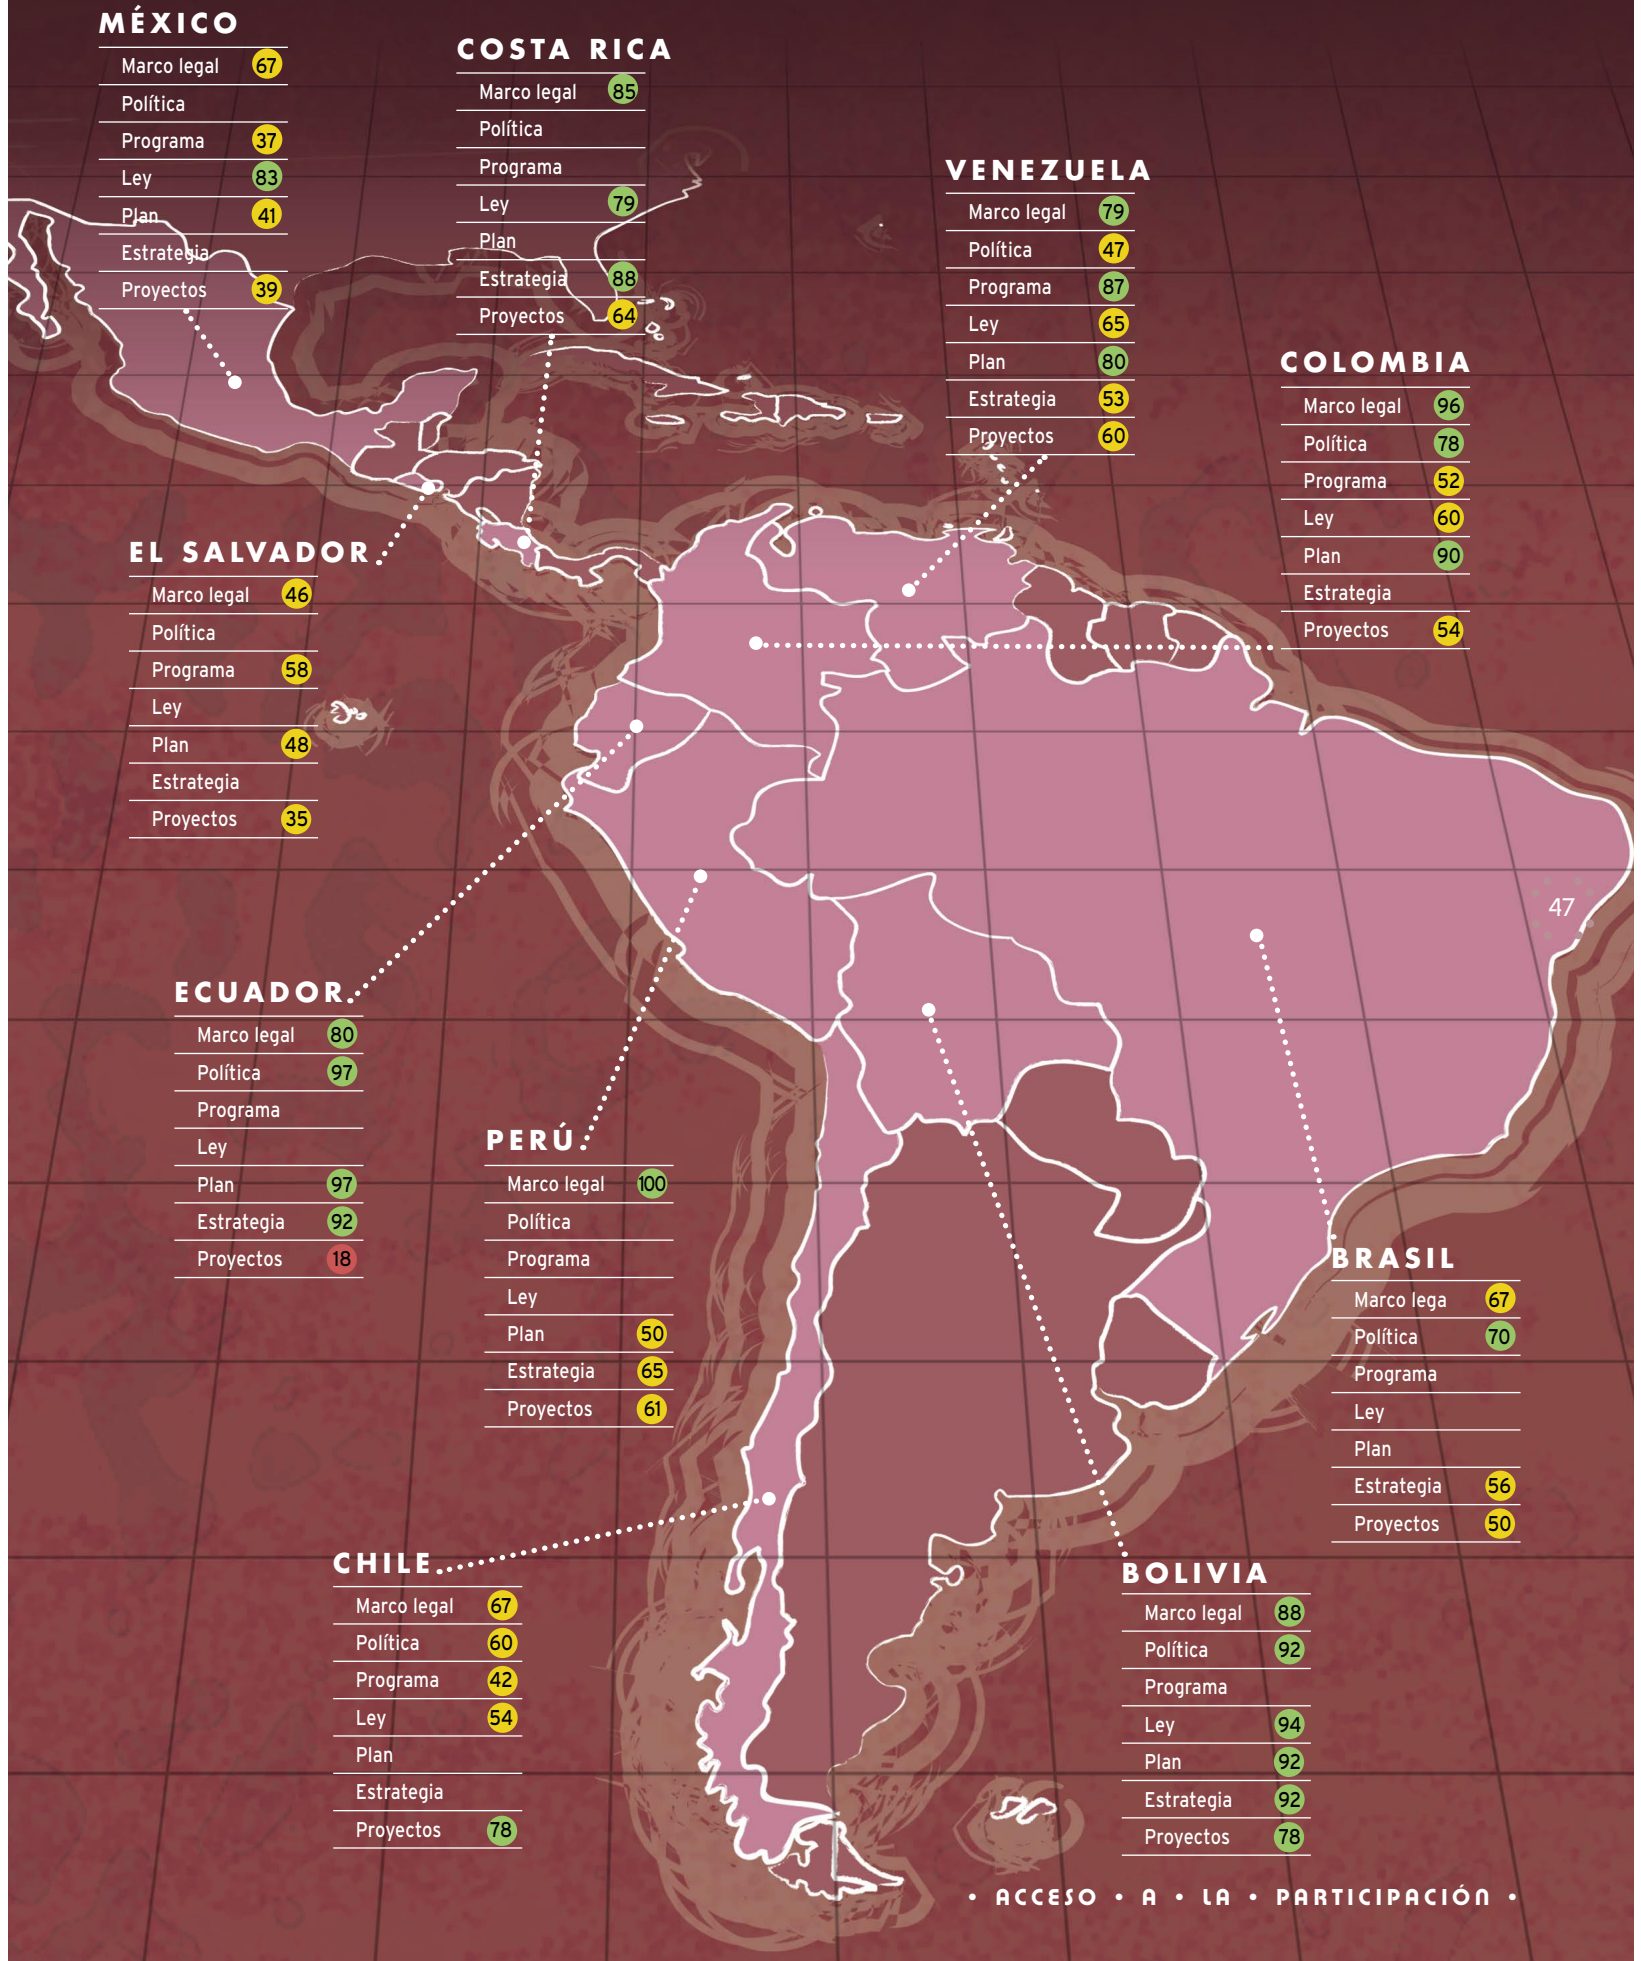 MÉXICO
Marco legal 67
Política
Programa 37
Ley 83
Plan 41
Estrategia
Proyectos 39
COSTA RICA
Marco legal 85
Política
Programa
Ley 79
Plan
Estrategia 88
Proyectos 64
VENEZUELA
Marco legal 79
Política 47
Programa 87
Ley 65
Plan 80
Estrategia 53
Proyectos 60
COLOMBIA
Marco legal 96
Política 78
Programa 52
Ley 60
Plan 90
Estrategia
Proyectos 54
EL SALVADOR
Marco legal 46
Política
Programa 58
Ley
Plan 48
Estrategia
Proyectos 35
47
ECUADOR
Marco legal 80
Política 97
Programa
Ley
Plan 97
Estrategia 92
Proyectos 18
PERÚ
Marco legal 100
Política
Programa
Ley
Plan 50
Estrategia 65
Proyectos 61
BRASIL
Marco lega 67
Política 70
Programa
Ley
Plan
Estrategia 56
Proyectos 50
CHILE
Marco legal 67
Política 60
Programa 42
Ley 54
Plan
Estrategia
Proyectos 78
BOLIVIA
Marco legal 88
Política 92
Programa
Ley 94
Plan 92
Estrategia 92
Proyectos 78
• ACCESO • A • LA • PARTICIPACIÓN •